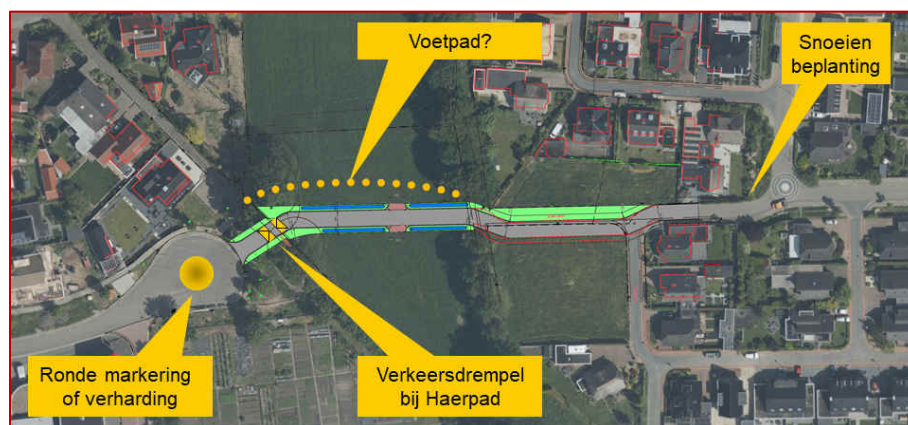 Voetpad?
Snoeien
beplanting
Ronde markering
of verharding
Verkeersdrempel
bij Haerpad